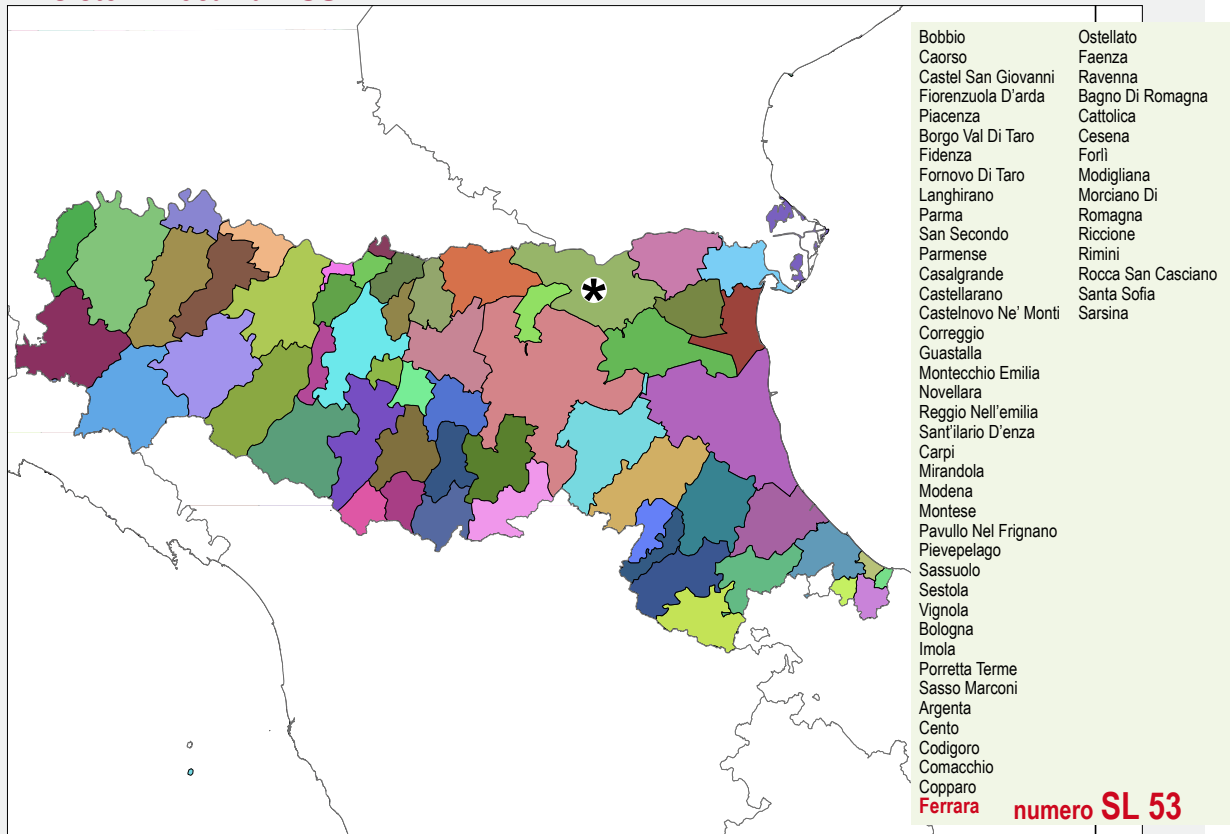 Bobbio
Caorso
Castel San Giovanni
Fiorenzuola D'arda
Piacenza
Borgo Val Di Taro
Fidenza
Fornovo Di Taro
Langhirano
Parma
San Secondo
Parmense
Casalgrande
Castellarano
Castelnovo Ne' Monti
Correggio
Guastalla
Montecchio Emilia
Novellara
Reggio Nell'emilia
Sant'ilario D'enza
Carpi
Mirandola
Modena
Montese
Pavullo Nel Frignano
Pievepelago
Sassuolo
Sestola
Vignola
Bologna
Imola
Porretta Terme
Sasso Marconi
Argenta
Cento
Codigoro
Comacchio
Copparo
Ferrara
Ostellato
Faenza
Ravenna
Bagno Di Romagna
Cattolica
Cesena
Forlì
Modigliana
Morciano Di
Romagna
Riccione
Rimini
Rocca San Casciano
Santa Sofia
Sarsina
numero SL 53
*